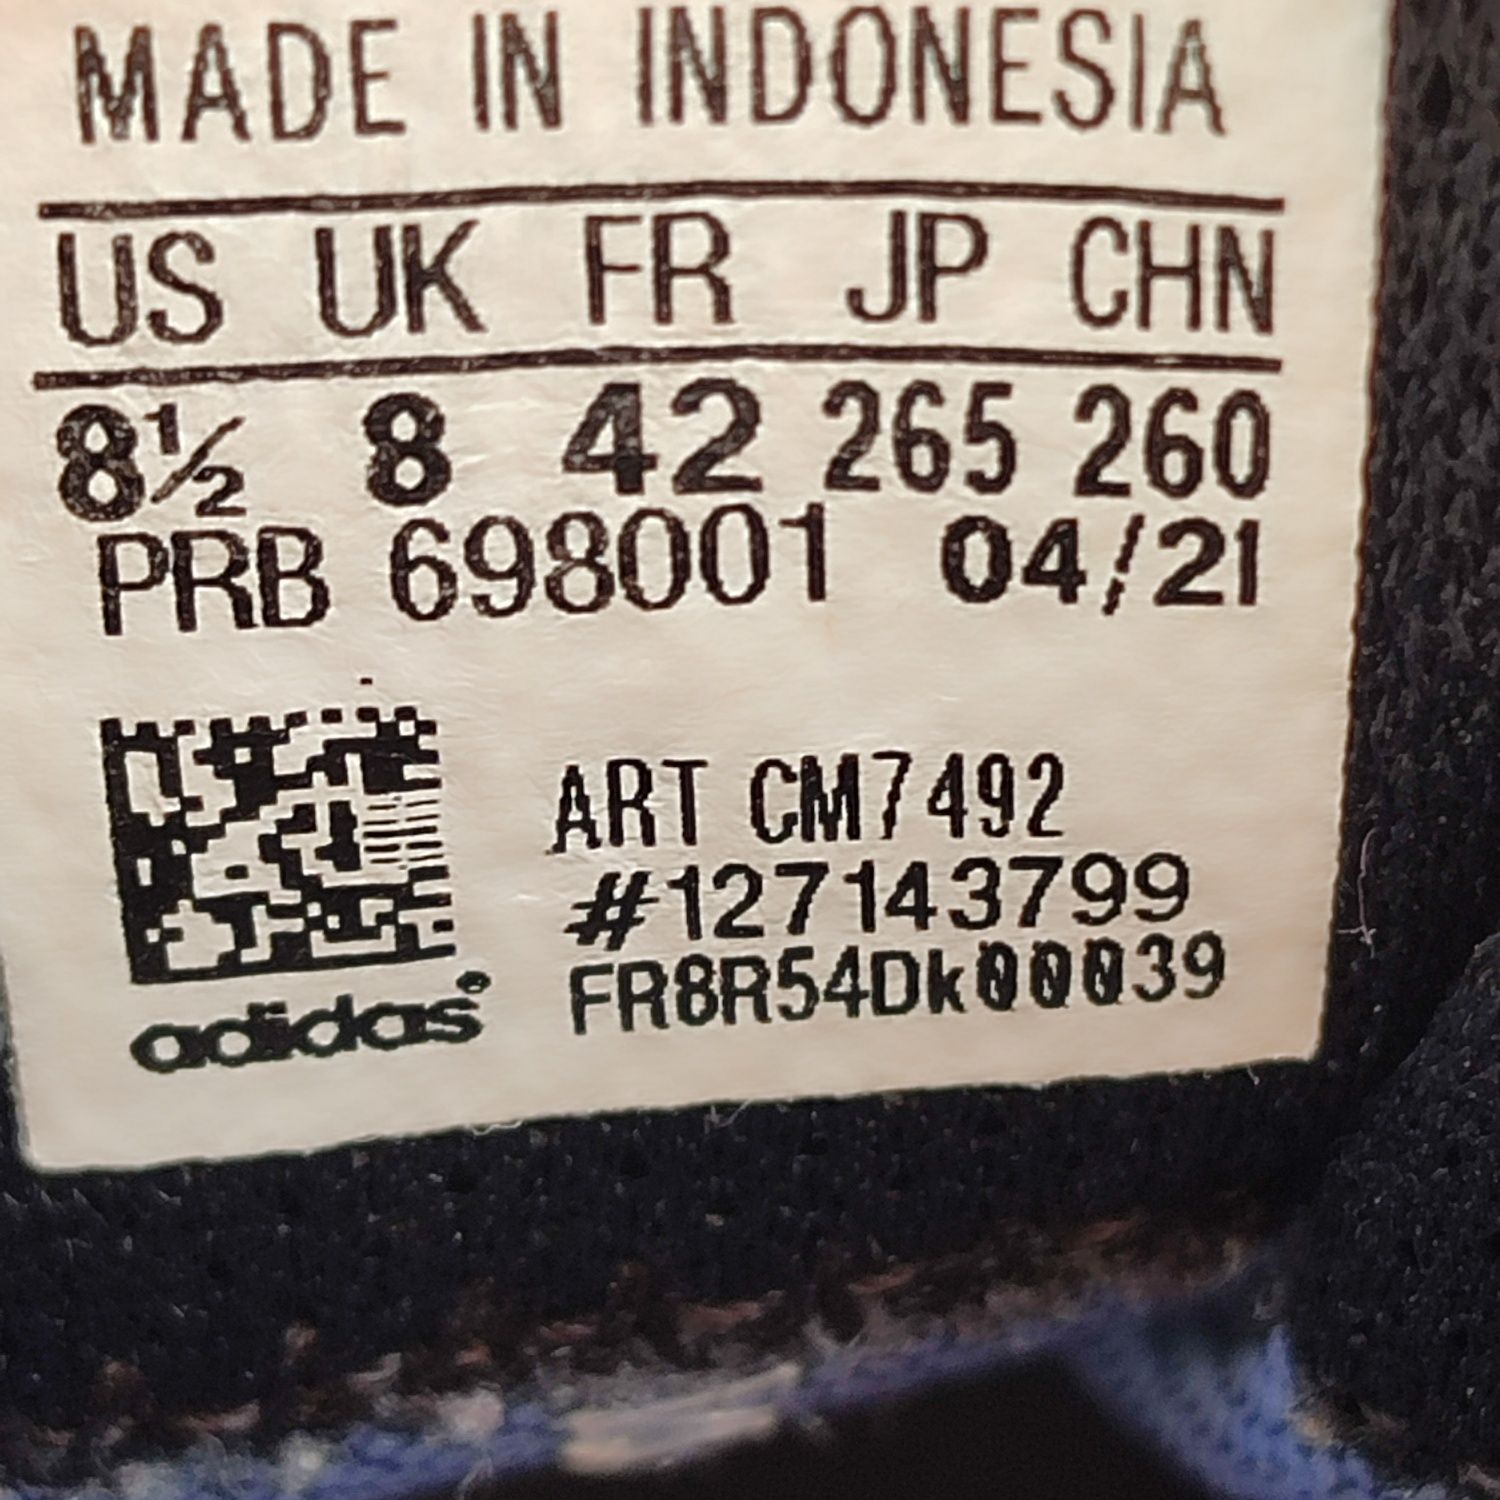 MADE IN INDONESIA
US UK FR JP CHN
8½ 8 42 265 260
PRB 698001 04/21
ART CM7492
#127143799
FR8R54Dk00039
adidas®